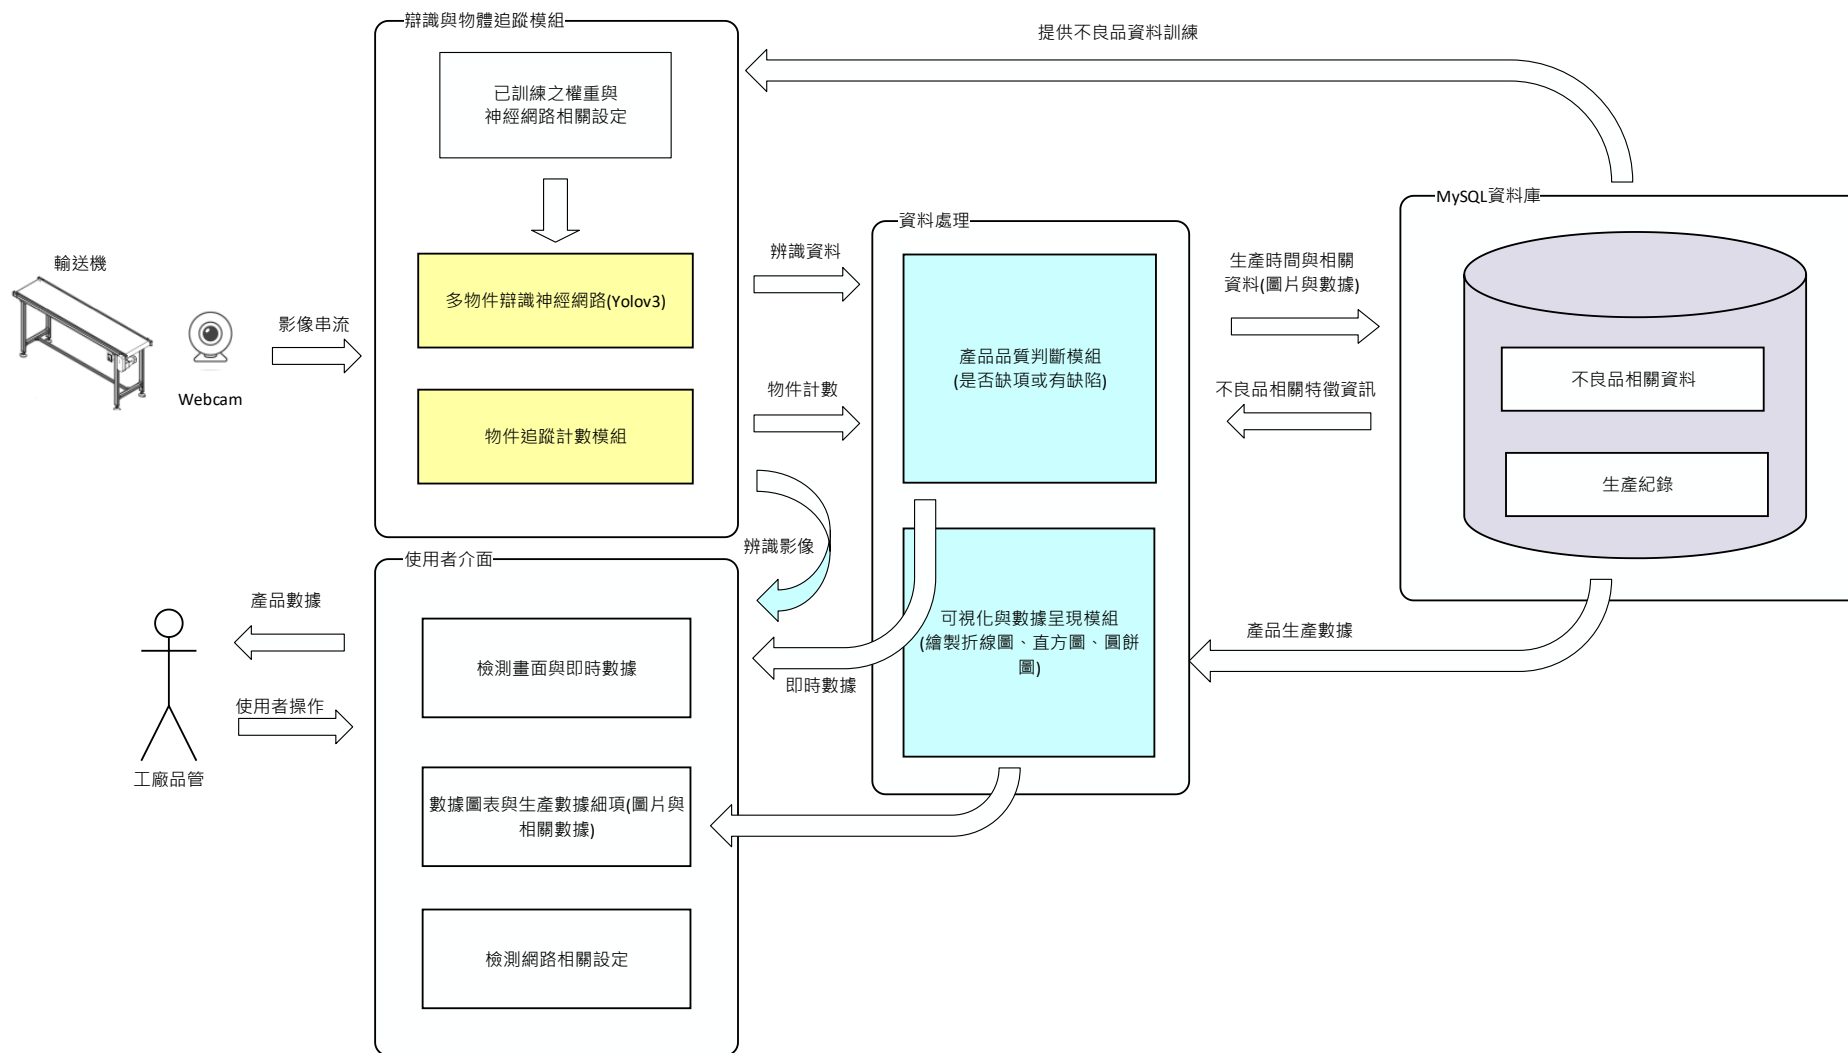 辯識與物體追蹤模組
已訓練之權重與
神經網路相關設定
多物件辯識神經網路(Yolov3)
物件追蹤計數模組
輸送機
Webcam
影像串流
提供不良品資料訓練
辨識資料
物件計數
辨識影像
資料處理
產品品質判斷模組
(是否缺項或有缺陷)
可視化與數據呈現模組
(繪製折線圖、直方圖、圓餅
圖)
生產時間與相關
資料(圖片與數據)
不良品相關特徵資訊
MySQL資料庫
不良品相關資料
生產紀錄
產品生產數據
即時數據
使用者介面
檢測畫面與即時數據
數據圖表與生產數據細項(圖片與
相關數據)
檢測網路相關設定
產品數據
使用者操作
工廠品管